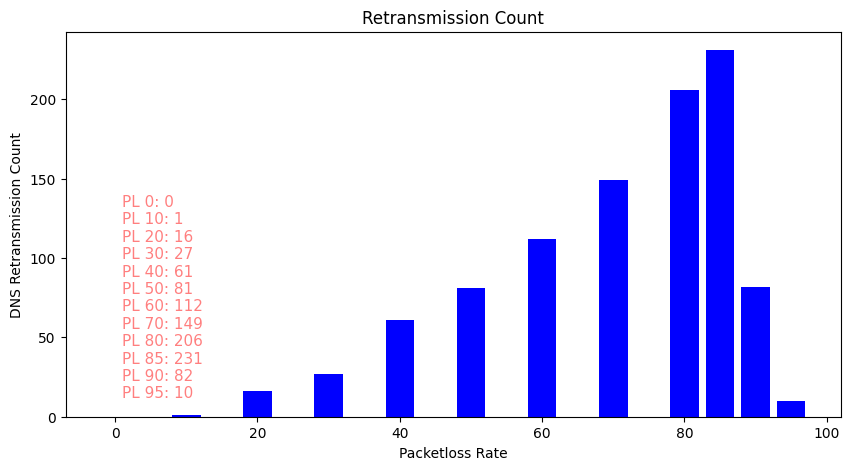 Retransmission Count
DNS Retransmission Count
200
150
100
50
0
PL 0: 0
PL 10: 1
PL 20: 16
PL 30: 27
PL 40: 61
PL 50: 81
PL 60: 112
PL 70: 149
PL 80: 206
PL 85: 231
PL 90: 82
PL 95: 10
0 20 40 60 80 100
Packetloss Rate